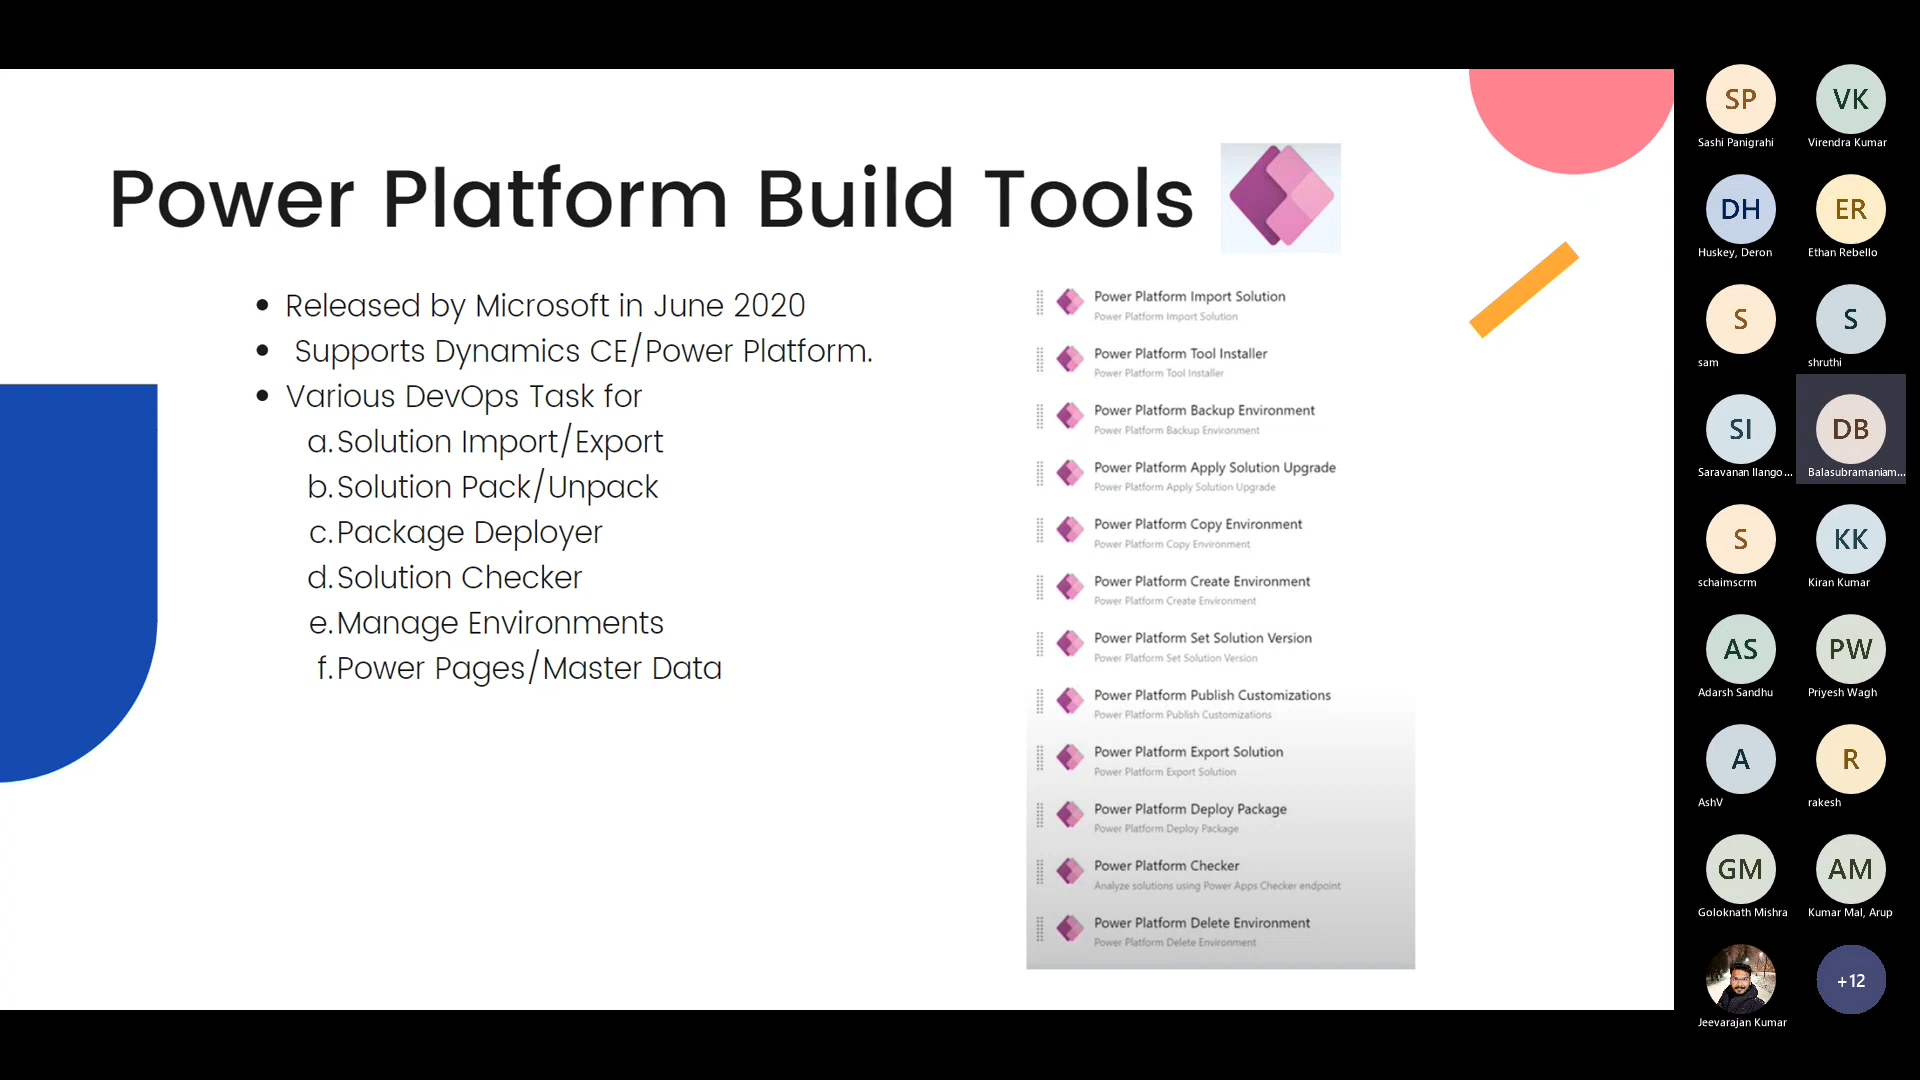 Power Platform Build Tools
• Released by Microsoft in June 2020
• Supports Dynamics CE/Power Platform.
• Various DevOps Task for
a. Solution Import/Export
b. Solution Pack/Unpack
c. Package Deployer
d. Solution Checker
e. Manage Environments
f. Power Pages/Master Data
Power Platform Import Solution
Power Platform Import Solution
Power Platform Tool Installer
Power Platform Tool Installer
Power Platform Backup Environment
Power Platform Backup Environment
Power Platform Apply Solution Upgrade
Power Platform Apply Solution Upgrade
Power Platform Copy Environment
Power Platform Copy Environment
Power Platform Create Environment
Power Platform Create Environment
Power Platform Set Solution Version
Power Platform Set Solution Version
Power Platform Publish Customizations
Power Platform Publish Customizations
Power Platform Export Solution
Power Platform Export Solution
Power Platform Deploy Package
Power Platform Deploy Package
Power Platform Checker
Analyze solutions using Power Apps Checker endpoint
Power Platform Delete Environment
Power Platform Delete Environment
SP VK
Sashi Panigrahi Virendra Kumar
DH ER
Huskey, Deron Ethan Rebello
S S
sam shruthi
SI DB
Saravanan Ilango... Balasubramaniam...
S KK
schaimscrm Kiran Kumar
AS PW
Adarsh Sandhu Priyesh Wagh
A R
AshV rakesh
GM AM
Goloknath Mishra Kumar Mal, Arup
+12
Jeevarajan Kumar